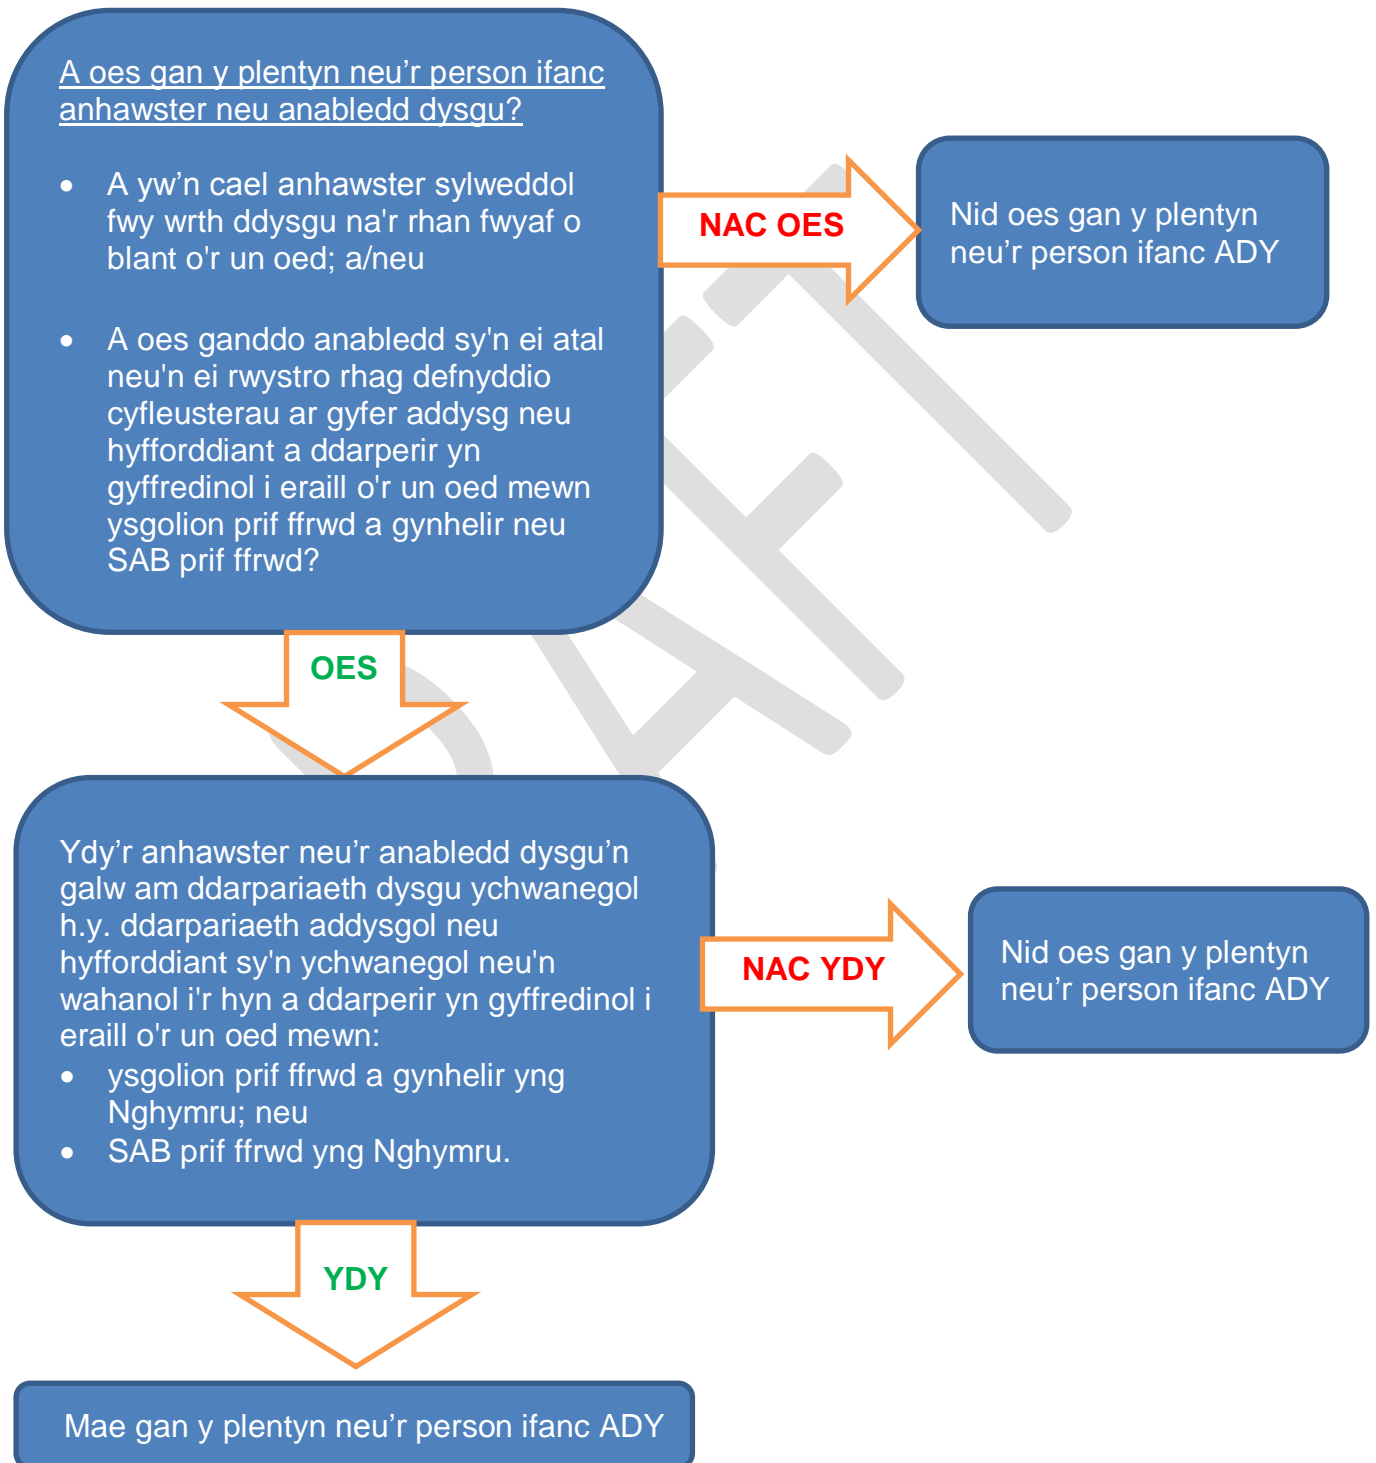 A oes gan y plentyn neu’r person ifanc
anhawster neu anabledd dysgu?
• A yw’n cael anhawster sylweddol
fwy wrth ddysgu na'r rhan fwyaf o
blant o'r un oed; a/neu
• A oes ganddo anabledd sy'n ei atal
neu'n ei rwystro rhag defnyddio
cyfleusterau ar gyfer addysg neu
hyfforddiant a ddarperir yn
gyffredinol i eraill o'r un oed mewn
ysgolion prif ffrwd a gynhelir neu
SAB prif ffrwd?
NAC OES
Nid oes gan y plentyn
neu’r person ifanc ADY
OES
Ydy’r anhawster neu’r anabledd dysgu’n
galw am ddarpariaeth dysgu ychwanegol
h.y. ddarpariaeth addysgol neu
hyfforddiant sy'n ychwanegol neu'n
wahanol i'r hyn a ddarperir yn gyffredinol i
eraill o'r un oed mewn:
• ysgolion prif ffrwd a gynhelir yng
Nghymru; neu
• SAB prif ffrwd yng Nghymru.
NAC YDY
Nid oes gan y plentyn
neu’r person ifanc ADY
YDY
Mae gan y plentyn neu’r person ifanc ADY
DRAFT